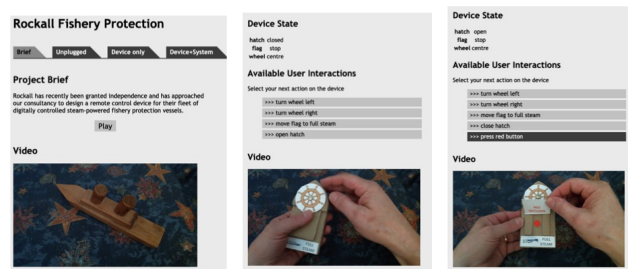 Rockall Fishery Protection
Brief
Unplugged
Device only
Device+System
Project Brief
Rockall has recently been granted independence and has approached
our consultancy to design a remote control device for their fleet of
digitally controlled steam-powered fishery protection vessels.
Play
Video
Device State
hatch closed
flag stop
wheel centre
Available User Interactions
Select your next action on the device
>>> turn wheel left
>>> turn wheel right
>>> move flag to full steam
>>> open hatch
Video
FULL
STEAM
Device State
hatch open
flag stop
wheel centre
Available User Interactions
Select your next action on the device
>>> turn wheel left
>>> turn wheel right
>>> move flag to full steam
>>> close hatch
>>> press red button
Video
FULL
STEAM